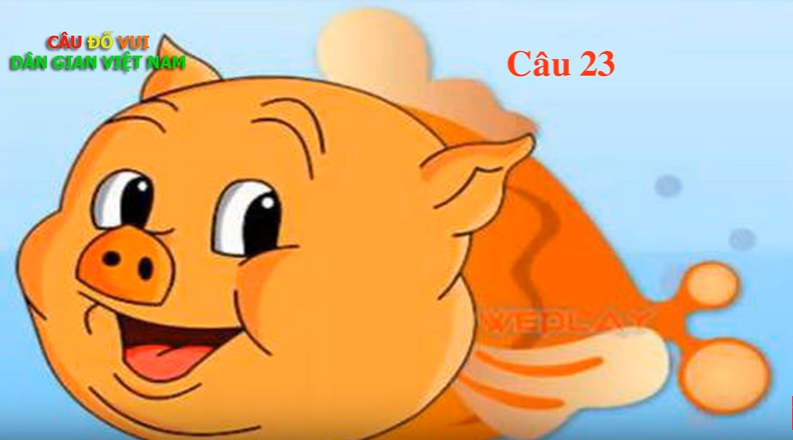 CÂU ĐỐ VUI
DÂN GIAN VIỆT NAM
Câu 23
WEPLAY